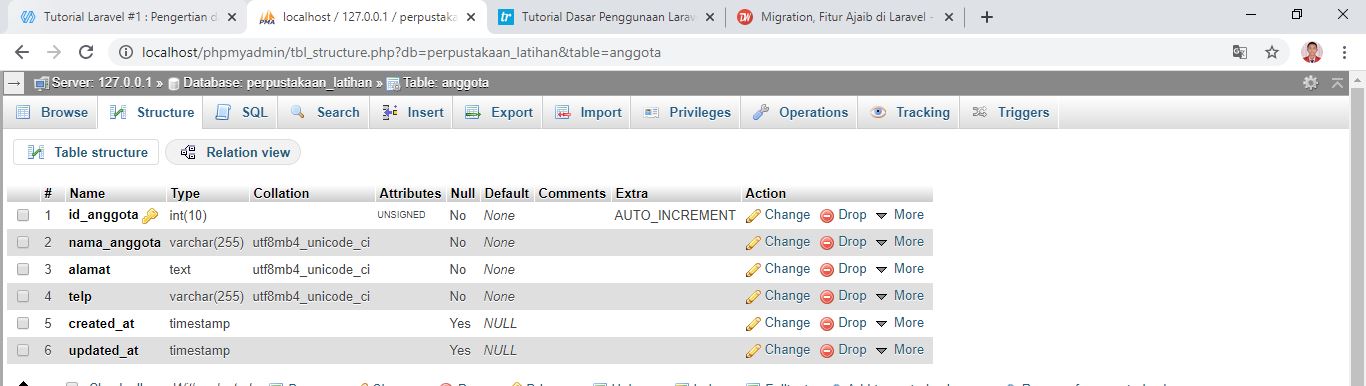 Tutorial Laravel #1 : Pengertian d
localhost / 127.0.0.1 / perpustaka
Tutorial Dasar Penggunaan Larav
Migration, Fitur Ajaib di Laravel -
localhost/phpmyadmin/tbl_structure.php?db=perpustakaan_latihan&table=anggota
Server: 127.0.0.1 » Database: perpustakaan_latihan » Table: anggota
Browse Structure SQL Search Insert Export Import Privileges Operations Tracking Triggers
Table structure Relation view
# Name Type Collation Attributes Null Default Comments Extra Action
1 id_anggota int(10) UNSIGNED No None AUTO_INCREMENT Change Drop More
2 nama_anggota varchar(255) utf8mb4_unicode_ci No None Change Drop More
3 alamat text utf8mb4_unicode_ci No None Change Drop More
4 telp varchar(255) utf8mb4_unicode_ci No None Change Drop More
5 created_at timestamp Yes NULL Change Drop More
6 updated_at timestamp Yes NULL Change Drop More